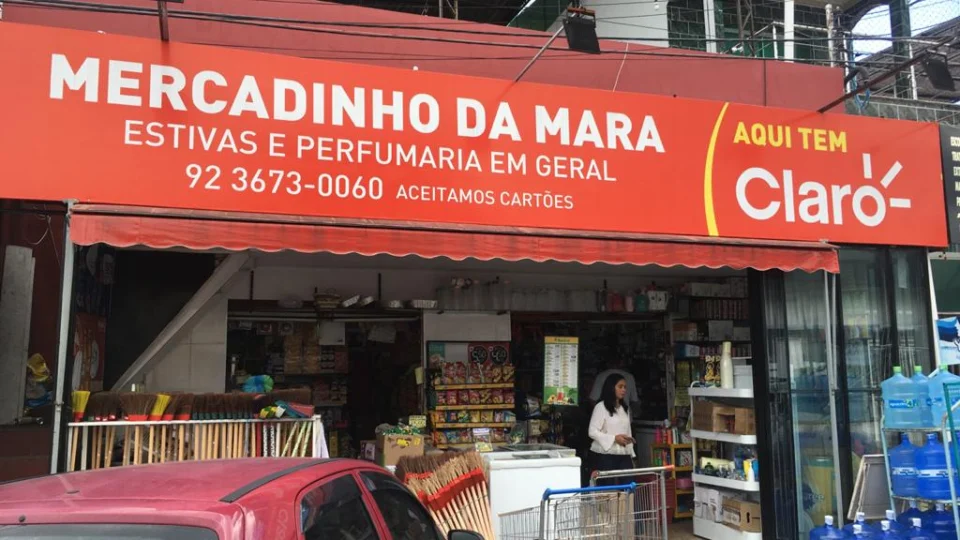 MERCADINHO DA MARA
ESTIVAS E PERFUMARIA EM GERAL
92 3673-0060 ACEITAMOS CARTÕES
AQUI TEM
Claro